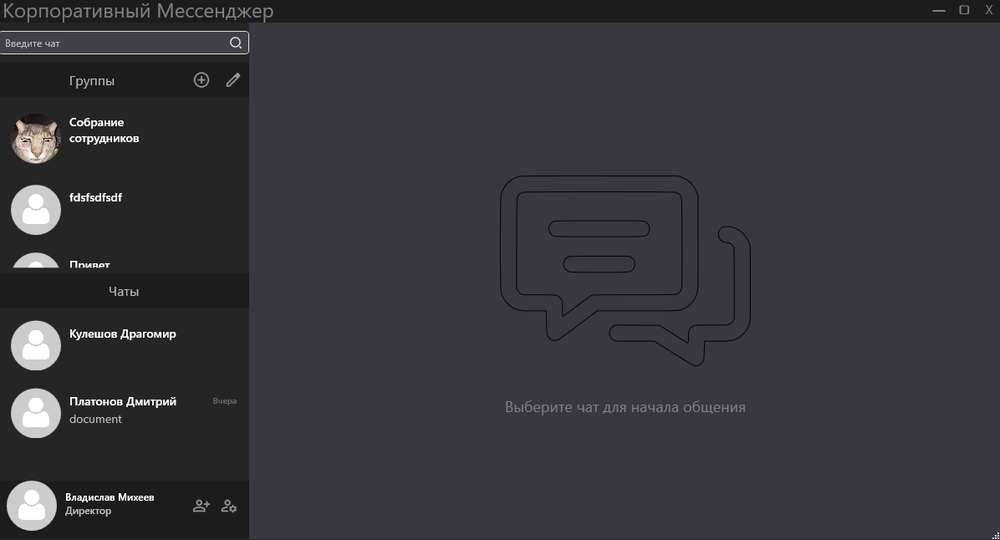 Корпоративный Мессенджер
X
Введите чат
Группы
Собрание
сотрудников
fdsfsdfsdf
Привет
Чаты
Кулешов Драгомир
Платонов Дмитрий
Вчера
document
Владислав Михеев
Директор
Выберите чат для начала общения